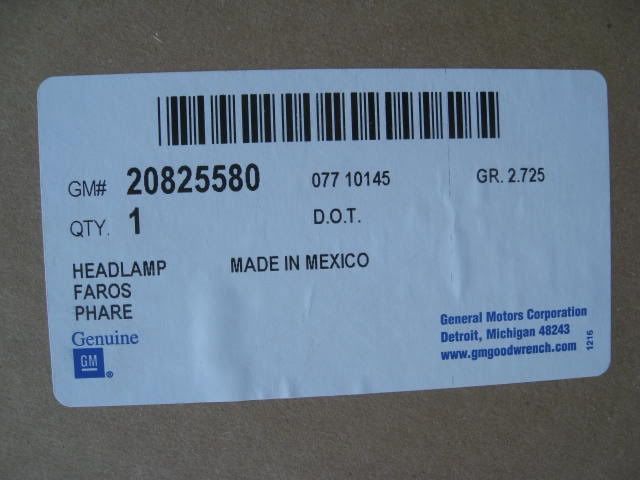 GM# 20825580 077 10145 GR. 2.725
QTY. 1 D.O.T.
HEADLAMP MADE IN MEXICO
FAROS
PHARE
Genuine
GM ®
General Motors Corporation
Detroit, Michigan 48243
www.gmgoodwrench.com
1216